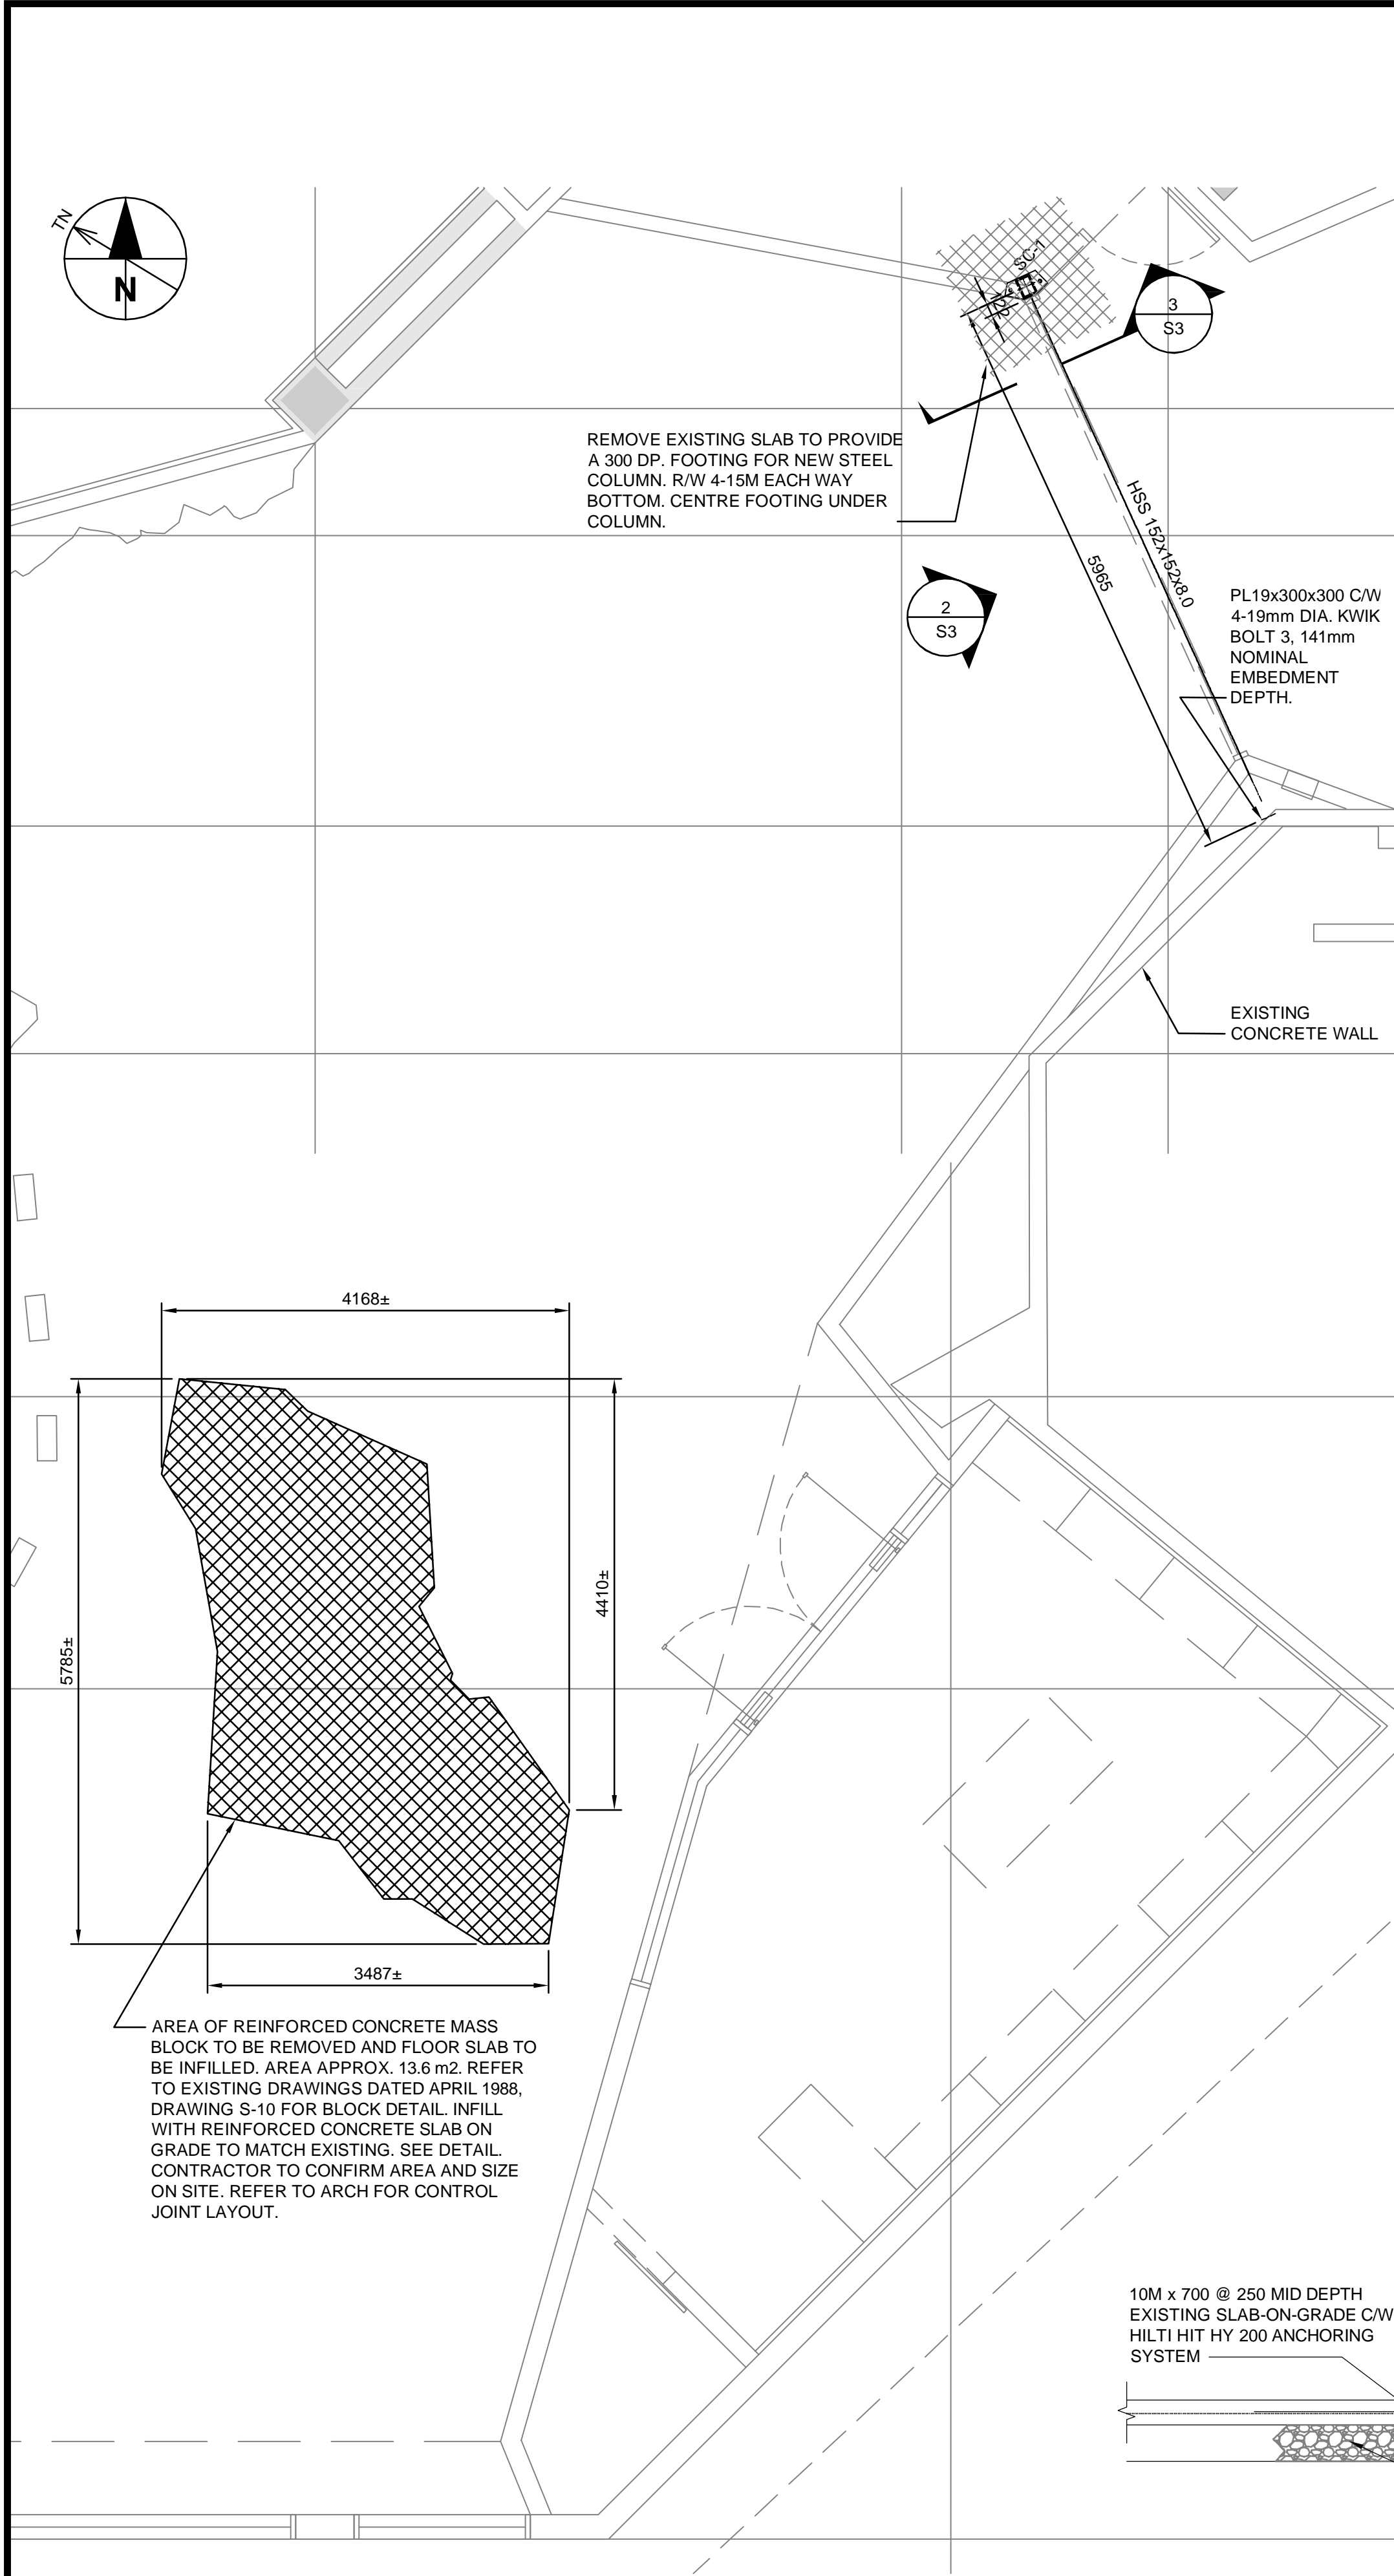 TN
N
SC-1
122
3
S3
REMOVE EXISTING SLAB TO PROVIDE
A 300 DP. FOOTING FOR NEW STEEL
COLUMN. R/W 4-15M EACH WAY
BOTTOM. CENTRE FOOTING UNDER
COLUMN.
HSS 152x152x8.0
5965
2
S3
PL19x300x300 C/W
4-19mm DIA. KWIK
BOLT 3, 141mm
NOMINAL
EMBEDMENT
DEPTH.
EXISTING
CONCRETE WALL
4168±
4410±
5785±
3487±
AREA OF REINFORCED CONCRETE MASS
BLOCK TO BE REMOVED AND FLOOR SLAB TO
BE INFILLED. AREA APPROX. 13.6 m2. REFER
TO EXISTING DRAWINGS DATED APRIL 1988,
DRAWING S-10 FOR BLOCK DETAIL. INFILL
WITH REINFORCED CONCRETE SLAB ON
GRADE TO MATCH EXISTING. SEE DETAIL.
CONTRACTOR TO CONFIRM AREA AND SIZE
ON SITE. REFER TO ARCH FOR CONTROL
JOINT LAYOUT.
10M x 700 @ 250 MID DEPTH
EXISTING SLAB-ON-GRADE C/W
HILTI HIT HY 200 ANCHORING
SYSTEM